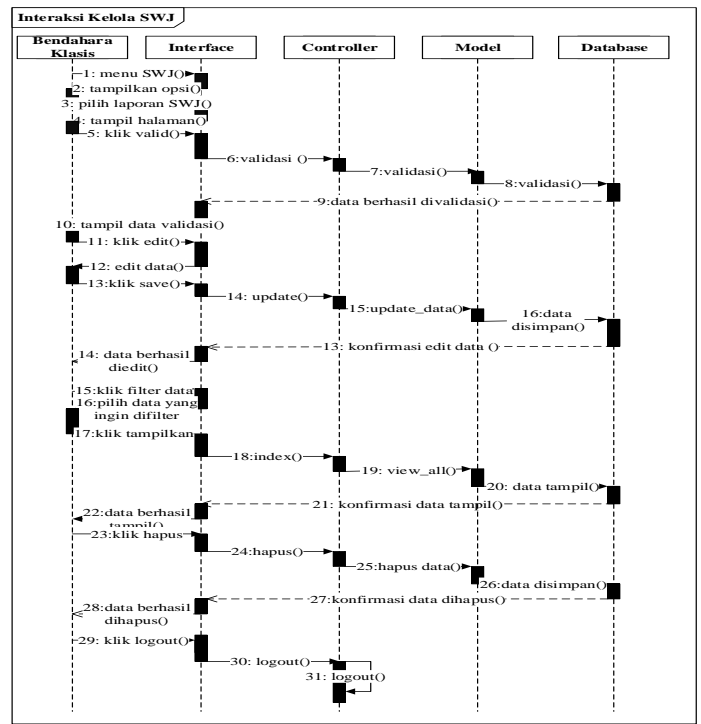 Interaksi Kelola SWJ
Bendahara
Klasis
Interface
Controller
Model
Database
1: menu SWJ()
2: tampilkan opsi()
3: pilih laporan SWJ()
4: tampil halaman()
5: klik valid()
6:validasi ()
7:validasi()
8:validasi()
9:data berhasil divalidasi()
10: tampil data validasi()
11: klik edit()
12: edit data()
13:klik save()
14: update()
15:update_data()
16:data
disimpan()
13: konfirmasi edit data ()
14: data berhasil
diedit()
15:klik filter data
16:pilih data yang
ingin difilter
17:klik tampilkan
18:index()
19: view_all()
20: data tampil()
21: konfirmasi data tampil()
22:data berhasil
tampil()
23:klik hapus
24:hapus()
25:hapus data()
26:data disimpan()
27:konfirmasi data dihapus()
28:data berhasil
dihapus()
29: klik logout()
30: logout()
31: logout()